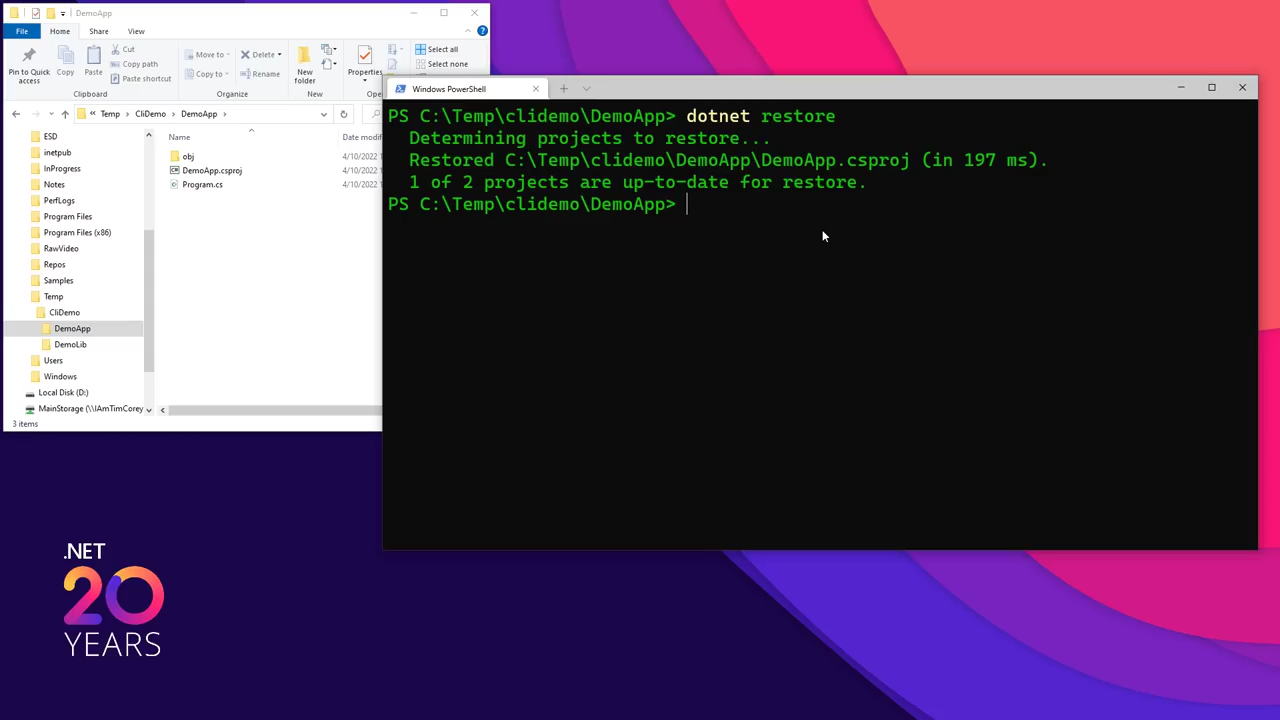 DemoApp
File Home Share View
Pin to Quick access
Copy
Paste
Cut
Copy path
Paste shortcut
Clipboard
Move to
Copy to
Delete
Rename
Organize
New folder
New
Properties
Select all
Select none
« Temp > CliDemo > DemoApp >
ESD
inetpub
InProgress
Notes
PerfLogs
Program Files
Program Files (x86)
RawVideo
Repos
Samples
Temp
CliDemo
DemoApp
DemoLib
Users
Windows
Local Disk (D:)
MainStorage (\\IAmTimCorey
Name Date modif
obj 4/10/2022
DemoApp.csproj 4/10/2022
Program.cs 4/10/2022
3 items
Windows PowerShell
PS C:\Temp\clidemo\DemoApp> dotnet restore
Determining projects to restore...
Restored C:\Temp\clidemo\DemoApp\DemoApp.csproj (in 197 ms).
1 of 2 projects are up-to-date for restore.
PS C:\Temp\clidemo\DemoApp>
.NET
20
YEARS